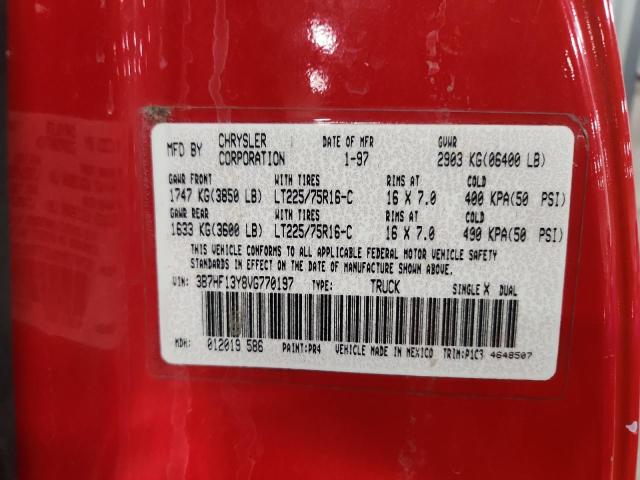 MFD BY CHRYSLER CORPORATION DATE OF MFR 1-97 GVWR 2903 KG(06400 LB)
GAWR FRONT WITH TIRES RIMS AT COLD
1747 KG(3850 LB) LT225/75R16-C 16 X 7.0 400 KPA(50 PSI)
GAWR REAR WITH TIRES RIMS AT COLD
1633 KG(3600 LB) LT225/75R16-C 16 X 7.0 490 KPA(50 PSI)
THIS VEHICLE CONFORMS TO ALL APPLICABLE FEDERAL MOTOR VEHICLE SAFETY
STANDARDS IN EFFECT ON THE DATE OF MANUFACTURE SHOWN ABOVE.
VIN: 3B7HF13Y8VG770197 TYPE: TRUCK SINGLE X DUAL
MDH: 012019 586 PAINT:PR4 VEHICLE MADE IN MEXICO TRIM:P1C3 4648507